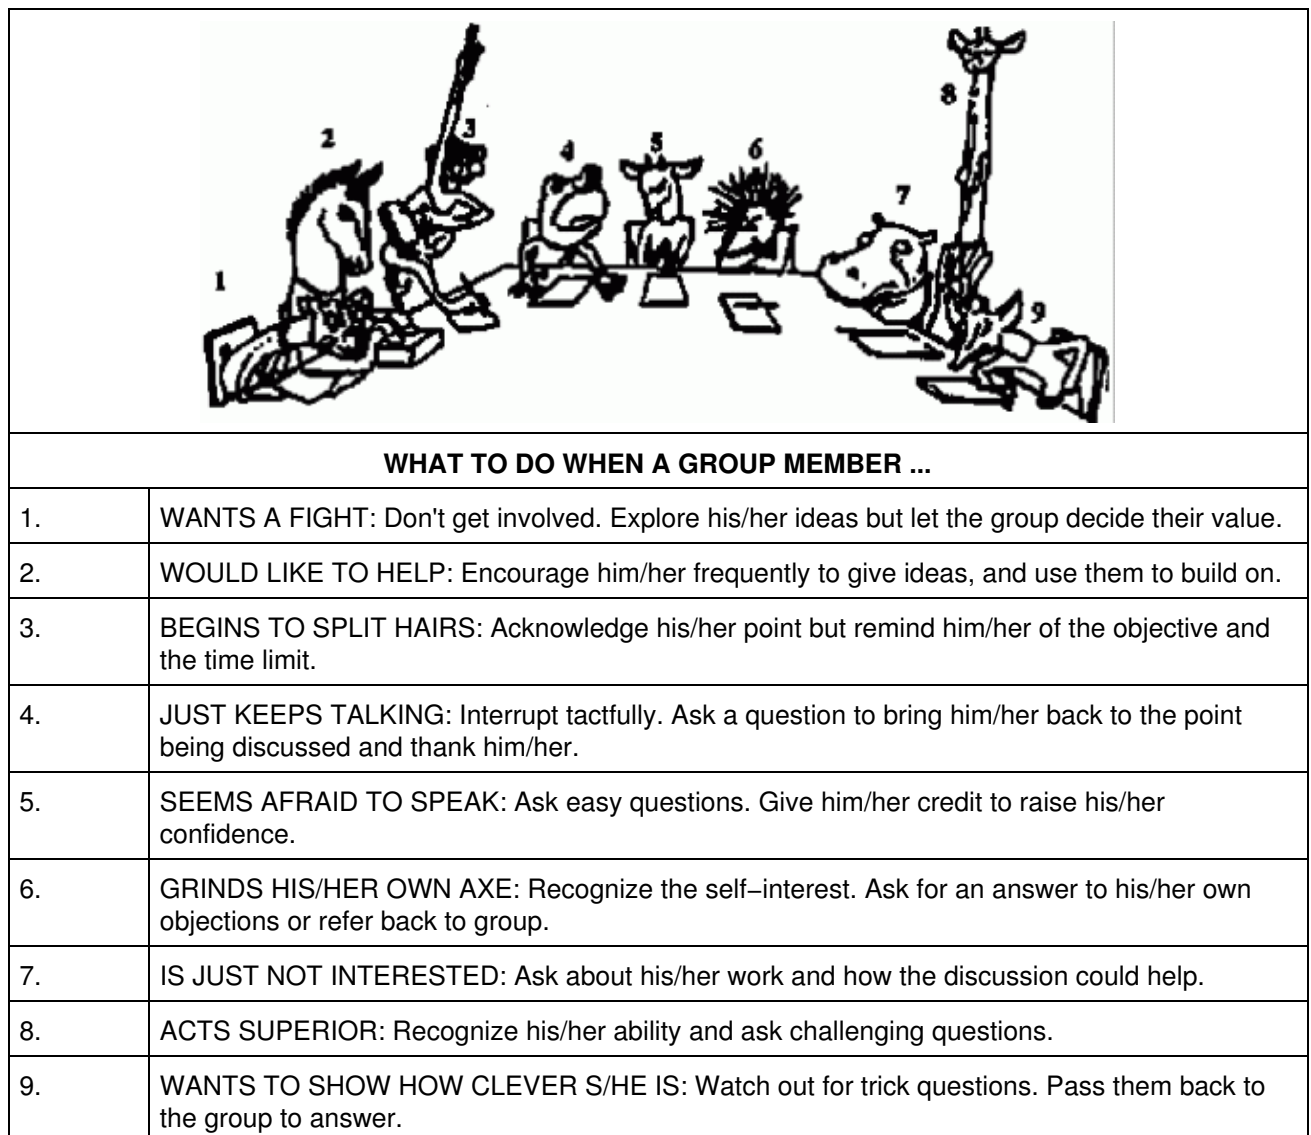 2
3
8
4
5
6
7
1
9
WHAT TO DO WHEN A GROUP MEMBER ...
1. WANTS A FIGHT: Don't get involved. Explore his/her ideas but let the group decide their value.
2. WOULD LIKE TO HELP: Encourage him/her frequently to give ideas, and use them to build on.
3. BEGINS TO SPLIT HAIRS: Acknowledge his/her point but remind him/her of the objective and
the time limit.
4. JUST KEEPS TALKING: Interrupt tactfully. Ask a question to bring him/her back to the point
being discussed and thank him/her.
5. SEEMS AFRAID TO SPEAK: Ask easy questions. Give him/her credit to raise his/her
confidence.
6. GRINDS HIS/HER OWN AXE: Recognize the self−interest. Ask for an answer to his/her own
objections or refer back to group.
7. IS JUST NOT INTERESTED: Ask about his/her work and how the discussion could help.
8. ACTS SUPERIOR: Recognize his/her ability and ask challenging questions.
9. WANTS TO SHOW HOW CLEVER S/HE IS: Watch out for trick questions. Pass them back to
the group to answer.